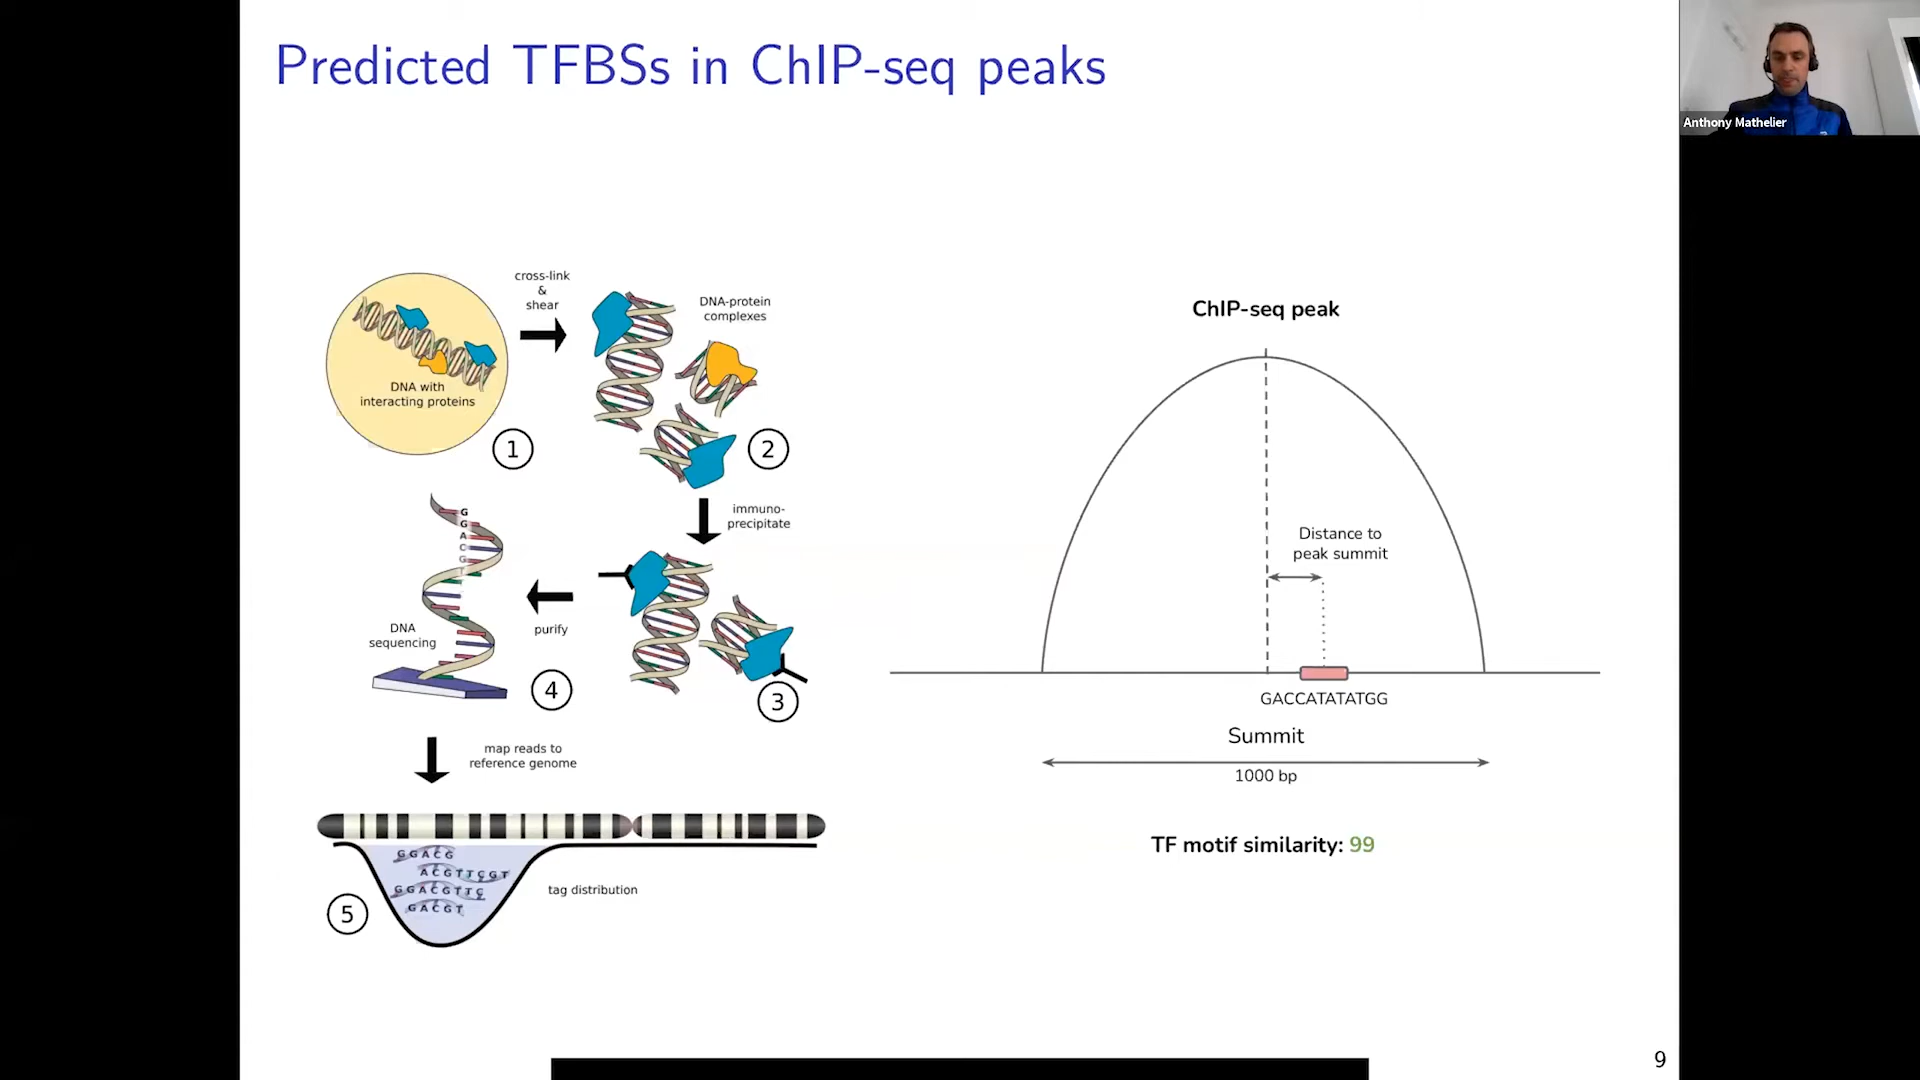 Predicted TFBSs in ChIP-seq peaks
Anthony Mathelier
cross-link
&
shear
DNA with
interacting proteins
1
DNA-protein
complexes
2
immuno-
precipitate
3
purify
G
G
A
C
G
DNA
sequencing
4
map reads to
reference genome
GGACG
ACGTTCGT
GGACGTTC
GACGT
tag distribution
5
ChIP-seq peak
Distance to
peak summit
GACCATATATGG
Summit
1000 bp
TF motif similarity: 99
9